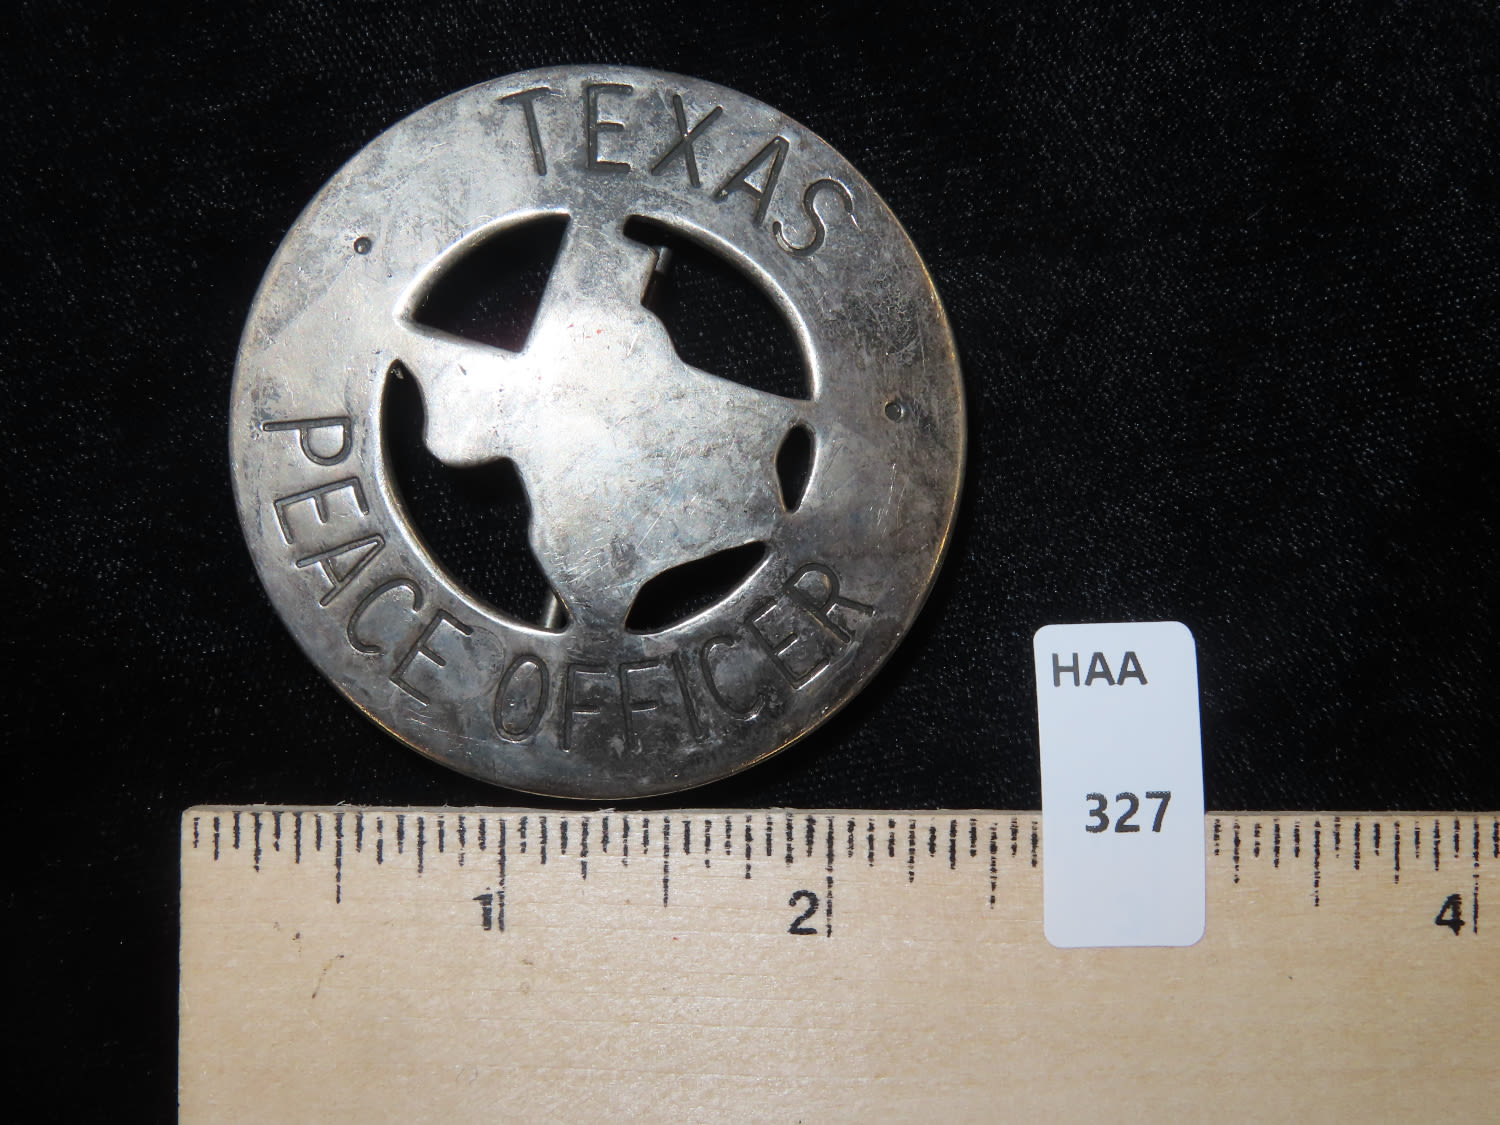 TEXAS
PEACE OFFICER
HAA
327
1
2
4